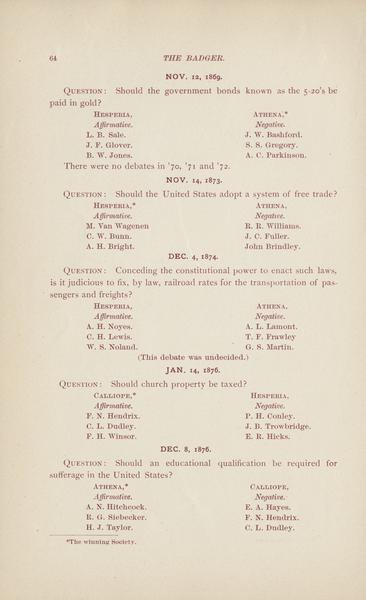 64 THE BADGER.
NOV. 12, 1869.
QUESTION: Should the government bonds known as the 5-20's be
paid in gold?
HESPERIA, ATHENA,*
Affirmative. Negative.
L. B. Sale. J. W. Bashford.
J. F. Glover. S. S. Gregory.
B. W. Jones. A. C. Parkinson.
There were no debates in '70, '71 and '72.
NOV. 14, 1873.
QUESTION: Should the United States adopt a system of free trade?
HESPERIA,* ATHENA,
Affirmative. Negative.
M. Van Wagenen R. R. Williams.
C. W. Bunn. J. C. Fuller.
A. H. Bright. John Brindley.
DEC. 4, 1874.
QUESTION: Conceding the constitutional power to enact such laws,
is it judicious to fix, by law, railroad rates for the transportation of pas-
sengers and freights?
HESPERIA, ATHENA.
Affirmative. Negative.
A. H. Noyes. A. L. Lamont.
C. H. Lewis. T. F. Frawley
W. S. Noland. G. S. Martin.
(This debate was undecided.)
JAN. 14, 1876.
QUESTION: Should church property be taxed?
CALLIOPE,* HESPERIA,
Affirmative. Negative.
F. N. Hendrix. P. H. Conley.
C. L. Dudley. J. B. Trowbridge.
F. H. Winsor. E. R. Hicks.
DEC. 8, 1876.
QUESTION: Should an educational qualification be required for
sufferage in the United States?
ATHENA,* CALLIOPE,
Affirmative. Negative.
A. N. Hitchcock. E. A. Hayes.
R. G. Siebecker. F. N. Hendrix.
H. J. Taylor. C. L. Dudley.
*The winning Society.